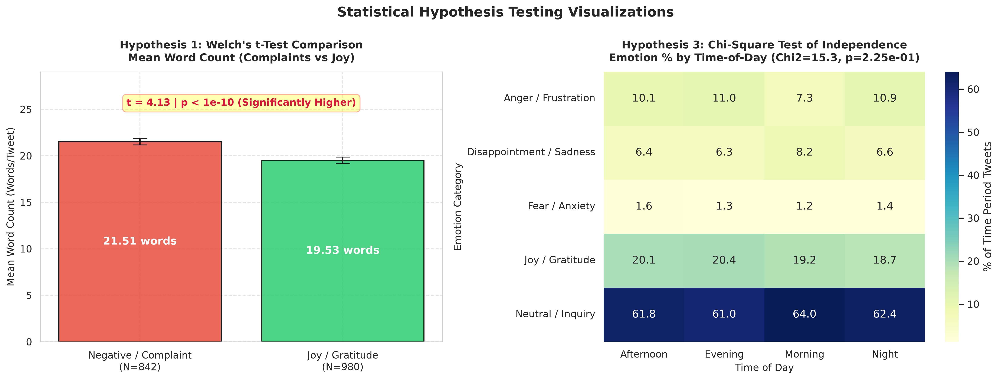 Statistical Hypothesis Testing Visualizations
Hypothesis 1: Welch's t-Test Comparison
Mean Word Count (Complaints vs Joy)
Mean Word Count (Words/Tweet)
25
20
15
10
5
0
t = 4.13 | p < 1e-10 (Significantly Higher)
21.51 words
19.53 words
Negative / Complaint
(N=842)
Joy / Gratitude
(N=980)
Hypothesis 3: Chi-Square Test of Independence
Emotion % by Time-of-Day (Chi2=15.3, p=2.25e-01)
Emotion Category
Anger / Frustration 10.1 11.0 7.3 10.9
Disappointment / Sadness 6.4 6.3 8.2 6.6
Fear / Anxiety 1.6 1.3 1.2 1.4
Joy / Gratitude 20.1 20.4 19.2 18.7
Neutral / Inquiry 61.8 61.0 64.0 62.4
Afternoon Evening Morning Night
Time of Day
60
50
40
30
20
10
% of Time Period Tweets